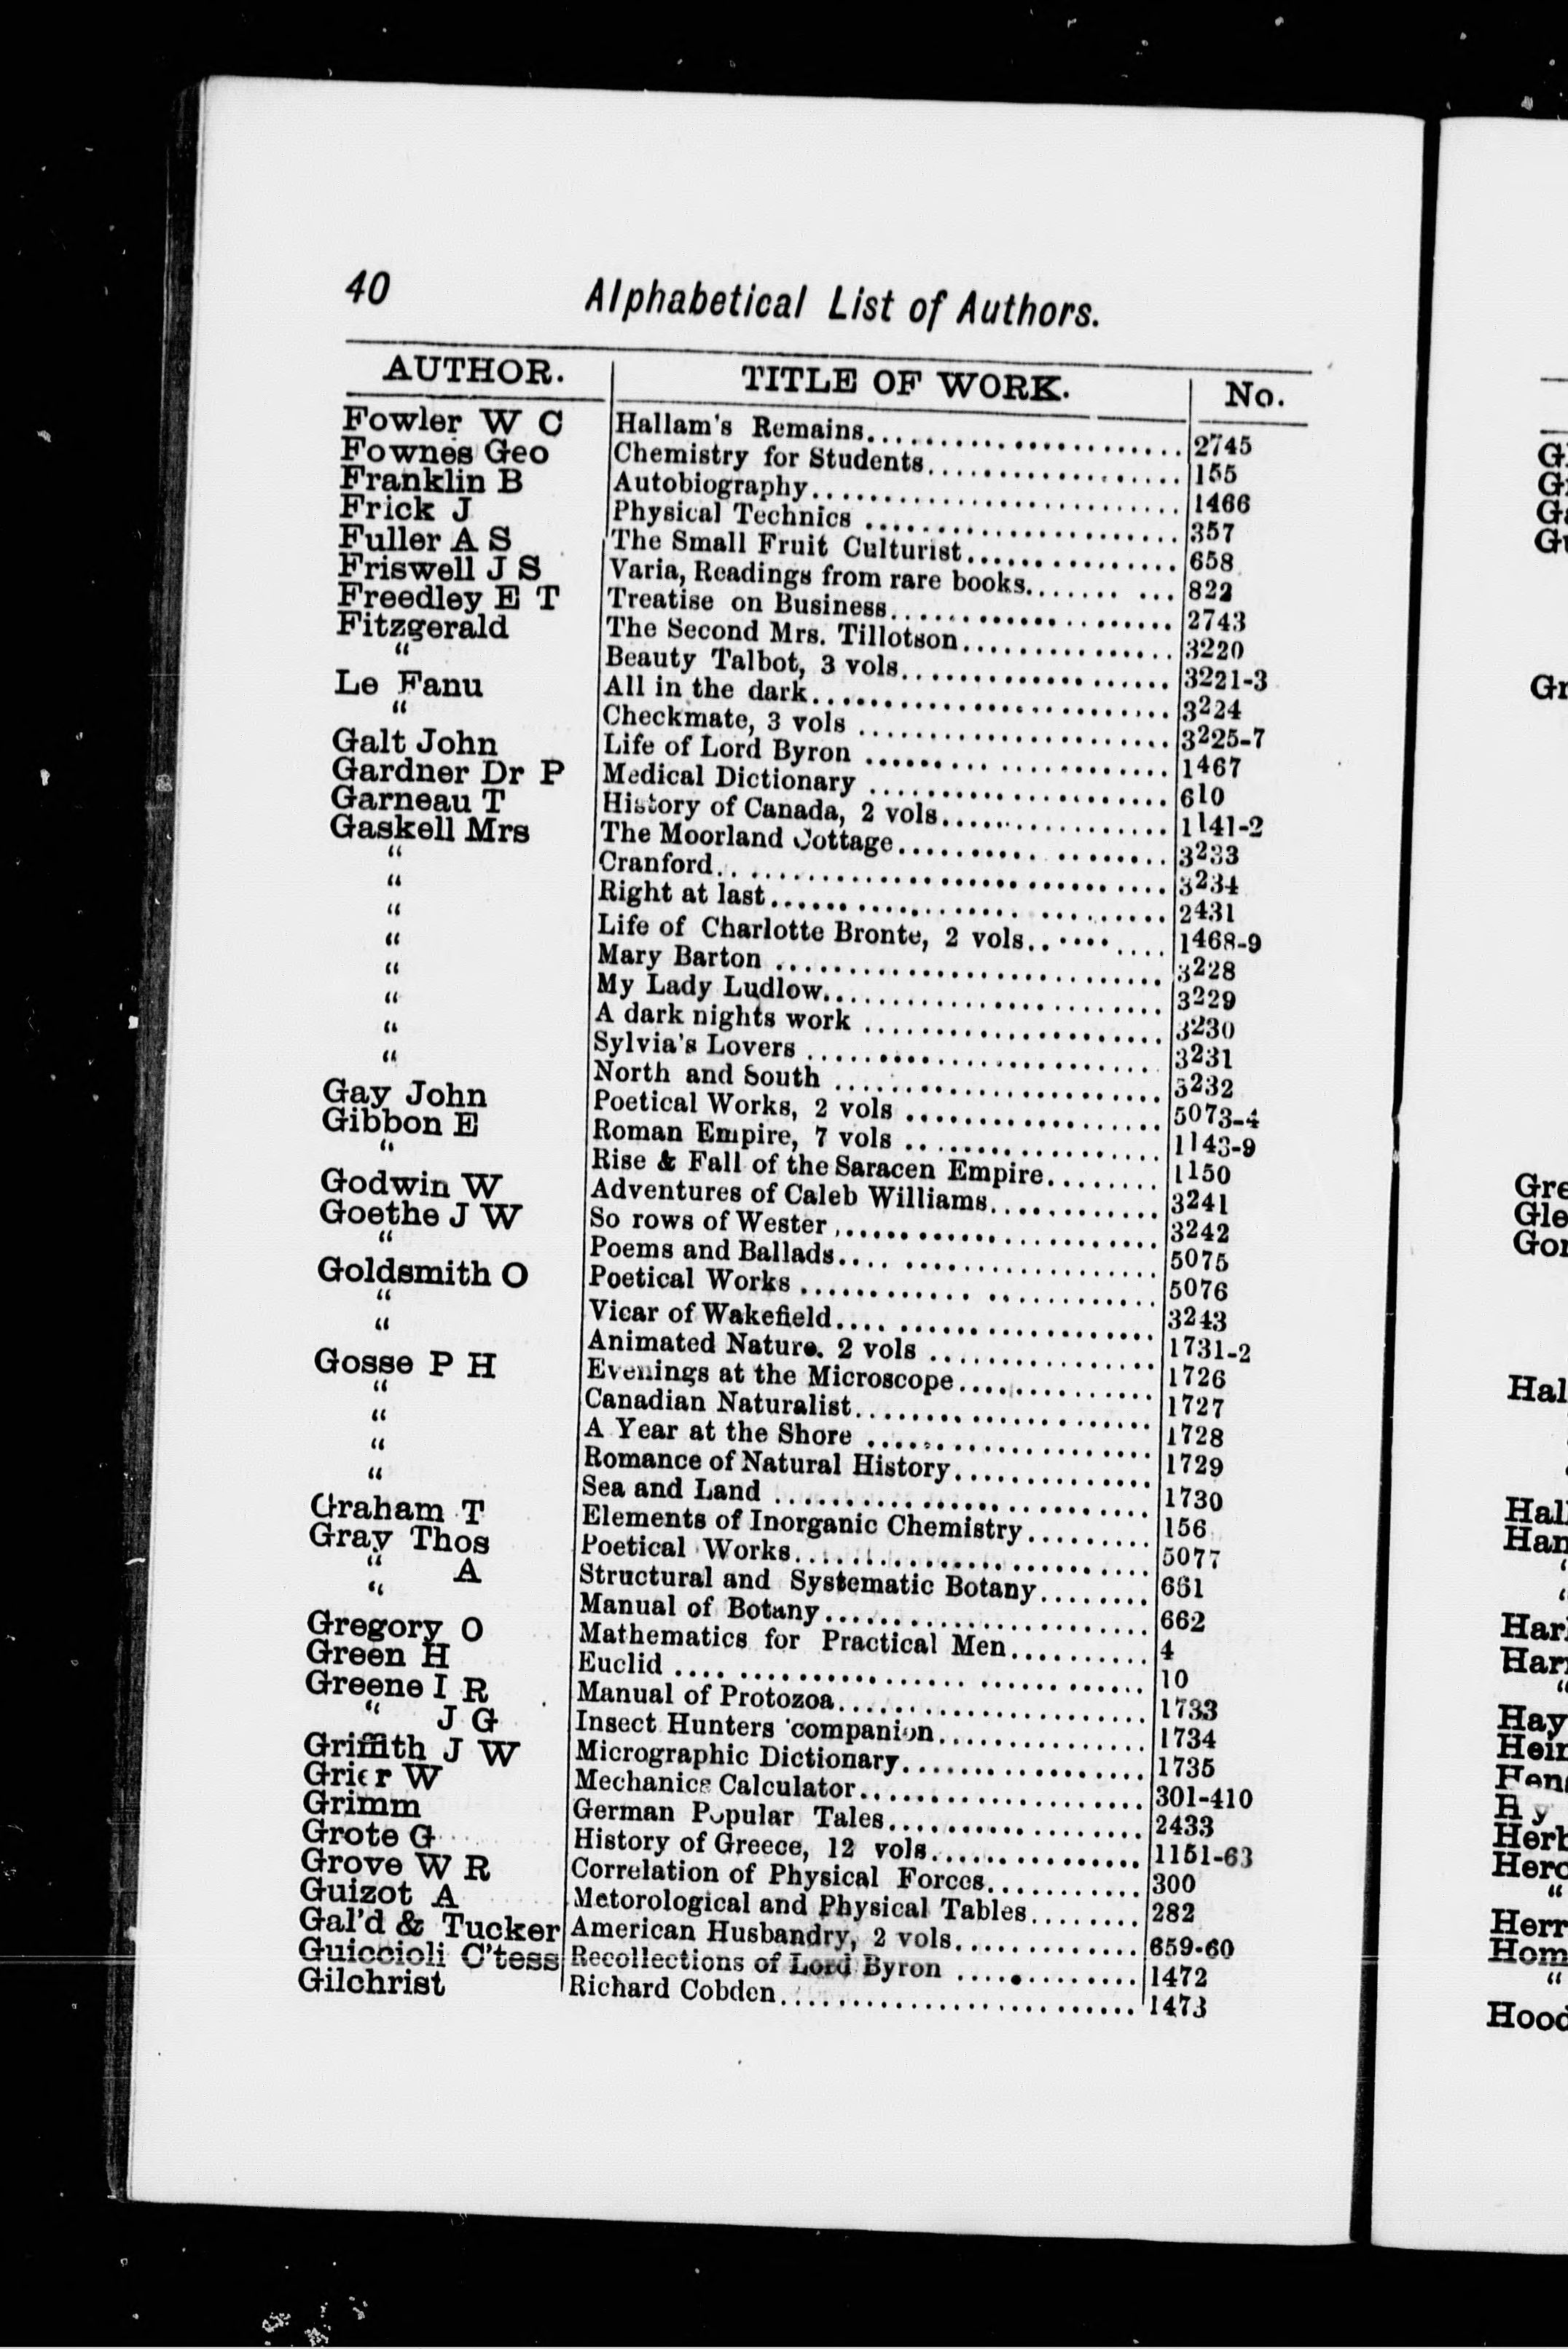 40 Alphabetical List of Authors.
AUTHOR. TITLE OF WORK. No.
Fowler W C Hallam's Remains 2745
Fownes Geo Chemistry for Students 155
Franklin B Autobiography 1466
Frick J Physical Technics 357
Fuller A S The Small Fruit Culturist 658
Friswell J S Varia, Readings from rare books 822
Freedley E T Treatise on Business 2743
Fitzgerald The Second Mrs. Tillotson 3220
" Beauty Talbot, 3 vols 3221-3
Le Fanu All in the dark 3224
" Checkmate, 3 vols 3225-7
Galt John Life of Lord Byron 1467
Gardner Dr P Medical Dictionary 610
Garneau T History of Canada, 2 vols 1141-2
Gaskell Mrs The Moorland Cottage 3233
" Cranford 3234
" Right at last 2431
" Life of Charlotte Bronte, 2 vols 1468-9
" Mary Barton 3228
" My Lady Ludlow 3229
" A dark nights work 3230
" Sylvia's Lovers 3231
" North and South 3232
Gay John Poetical Works, 2 vols 5073-4
Gibbon E Roman Empire, 7 vols 1143-9
" Rise & Fall of the Saracen Empire 1150
Godwin W Adventures of Caleb Williams 3241
Goethe J W So rows of Wester 3242
" Poems and Ballads 5075
Goldsmith O Poetical Works 5076
" Vicar of Wakefield 3243
" Animated Nature. 2 vols 1731-2
Gosse P H Evenings at the Microscope 1726
" Canadian Naturalist 1727
" A Year at the Shore 1728
" Romance of Natural History 1729
" Sea and Land 1730
Graham T Elements of Inorganic Chemistry 156
Gray Thos Poetical Works 5077
" A Structural and Systematic Botany 661
" Manual of Botany 662
Gregory O Mathematics for Practical Men 4
Green H Euclid 10
Greene I R Manual of Protozoa 1733
" J G Insect Hunters companion 1734
Griffith J W Micrographic Dictionary 1735
Grier W Mechanics Calculator 301-410
Grimm German Popular Tales 2433
Grote G History of Greece, 12 vols 1151-63
Grove W R Correlation of Physical Forces 300
Guizot A Metorological and Physical Tables 282
Gal'd & Tucker American Husbandry, 2 vols 659-60
Guiccioli C'tess Recollections of Lord Byron 1472
Gilchrist Richard Cobden 1473